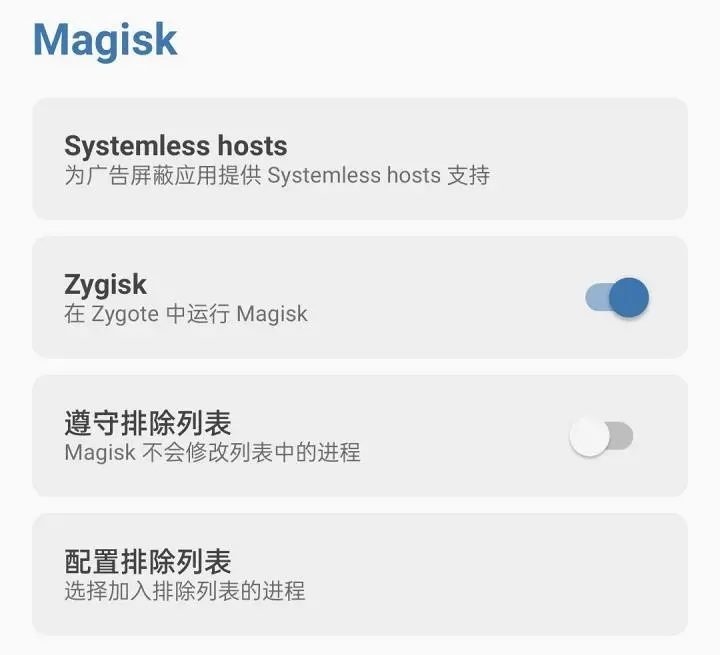 Magisk
Systemless hosts
为广告屏蔽应用提供 Systemless hosts 支持
Zygisk
在 Zygote 中运行 Magisk
遵守排除列表
Magisk 不会修改列表中的进程
配置排除列表
选择加入排除列表的进程